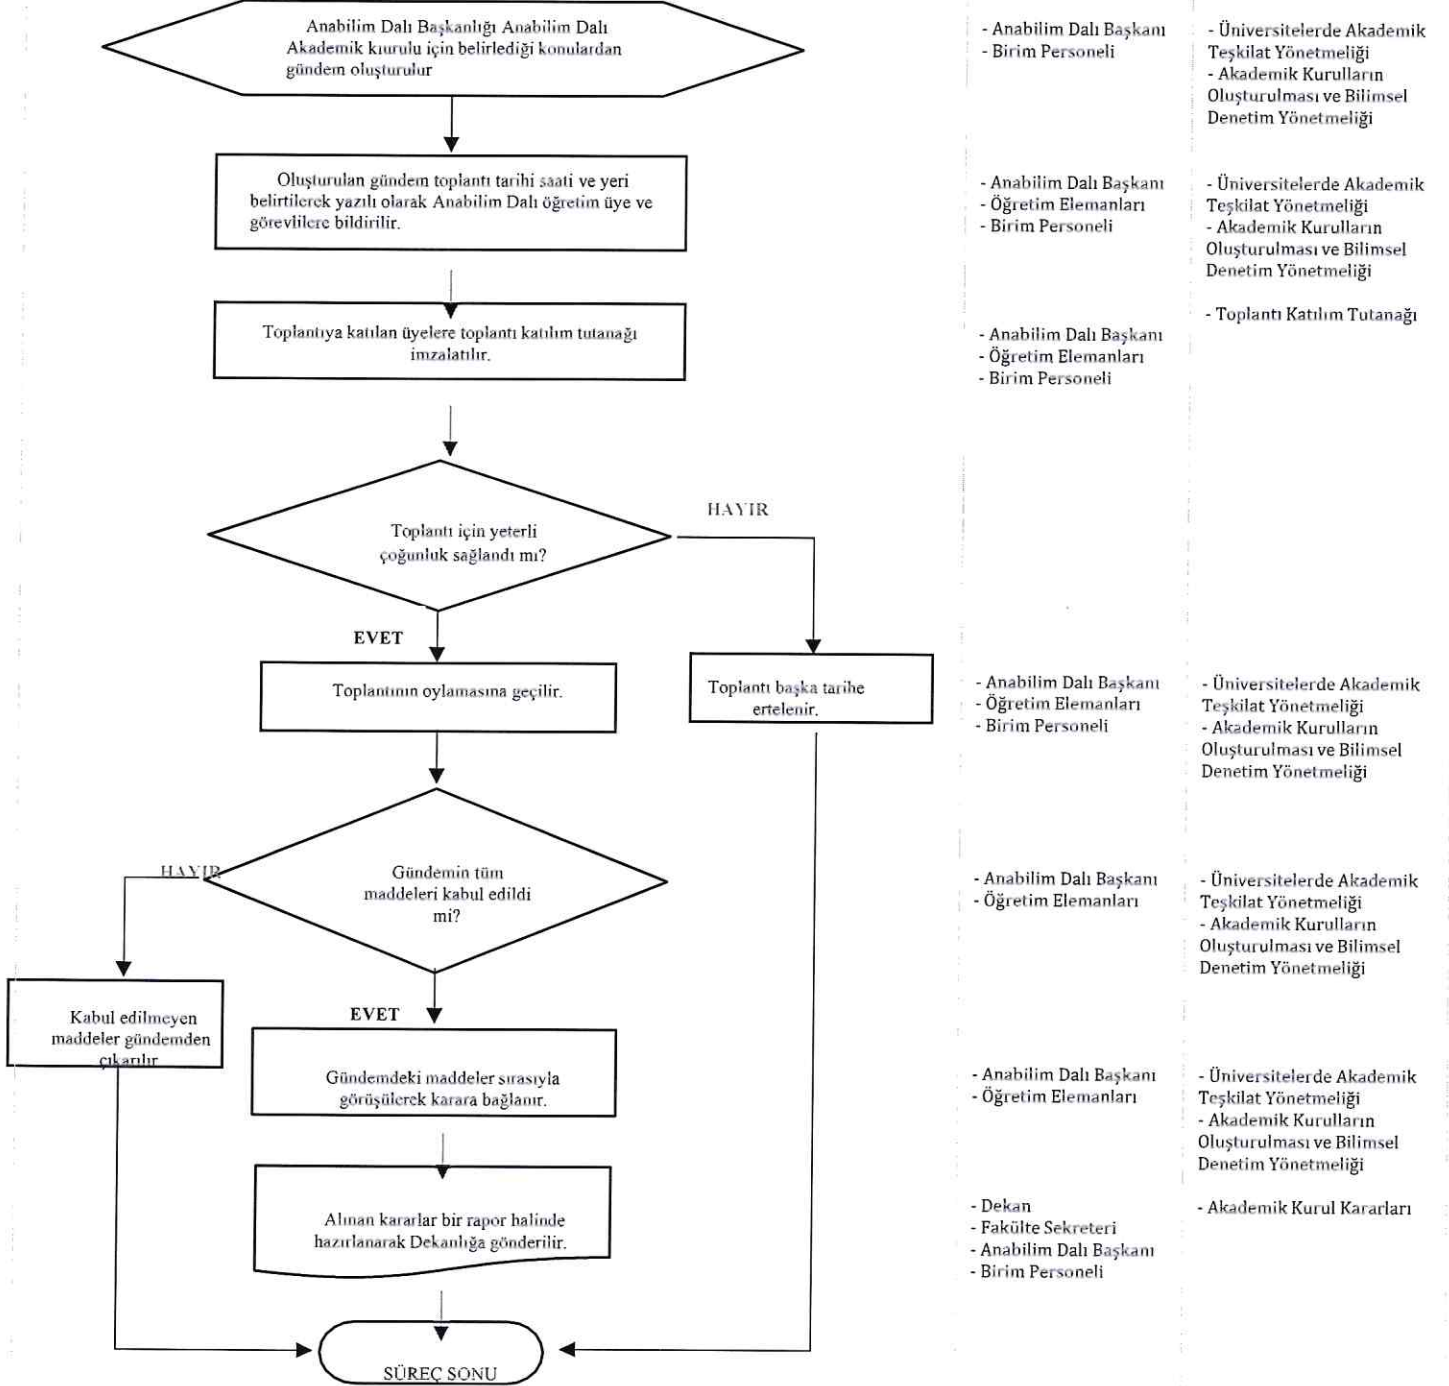 Anabilim Dalı Başkanlığı Anabilim Dalı
Akademik kıurulu için belirlediği konulardan
gündem oluşturulur
- Anabilim Dalı Başkanı
- Birim Personeli
- Üniversitelerde Akademik
Teşkilat Yönetmeliği
- Akademik Kurulların
Oluşturulması ve Bilimsel
Denetim Yönetmeliği
Oluşturulan gündem toplantı tarihi saati ve yeri
belirtilerek yazılı olarak Anabilim Dalı öğretim üye ve
görevlilere bildirilir.
- Anabilim Dalı Başkanı
- Öğretim Elemanları
- Birim Personeli
- Üniversitelerde Akademik
Teşkilat Yönetmeliği
- Akademik Kurulların
Oluşturulması ve Bilimsel
Denetim Yönetmeliği
Toplantıya katılan üyelere toplantı katılım tutanağı
imzalatılır.
- Anabilim Dalı Başkanı
- Öğretim Elemanları
- Birim Personeli
- Toplantı Katılım Tutanağı
Toplantı için yeterli
çoğunluk sağlandı mı?
HAYIR
EVET
Toplantının oylamasına geçilir.
Toplantı başka tarihe
ertelenir.
- Anabilim Dalı Başkanı
- Öğretim Elemanları
- Birim Personeli
- Üniversitelerde Akademik
Teşkilat Yönetmeliği
- Akademik Kurulların
Oluşturulması ve Bilimsel
Denetim Yönetmeliği
HAYIR
Gündemin tüm
maddeleri kabul edildi
mi?
- Anabilim Dalı Başkanı
- Öğretim Elemanları
- Üniversitelerde Akademik
Teşkilat Yönetmeliği
- Akademik Kurulların
Oluşturulması ve Bilimsel
Denetim Yönetmeliği
Kabul edilmeyen
maddeler gündemden
çıkarılır
EVET
Gündemdeki maddeler sırasıyla
görüşülerek karara bağlanır.
- Anabilim Dalı Başkanı
- Öğretim Elemanları
- Üniversitelerde Akademik
Teşkilat Yönetmeliği
- Akademik Kurulların
Oluşturulması ve Bilimsel
Denetim Yönetmeliği
Alınan kararlar bir rapor halinde
hazırlanarak Dekanlığa gönderilir.
- Dekan
- Fakülte Sekreteri
- Anabilim Dalı Başkanı
- Birim Personeli
- Akademik Kurul Kararları
SÜREÇ SONU